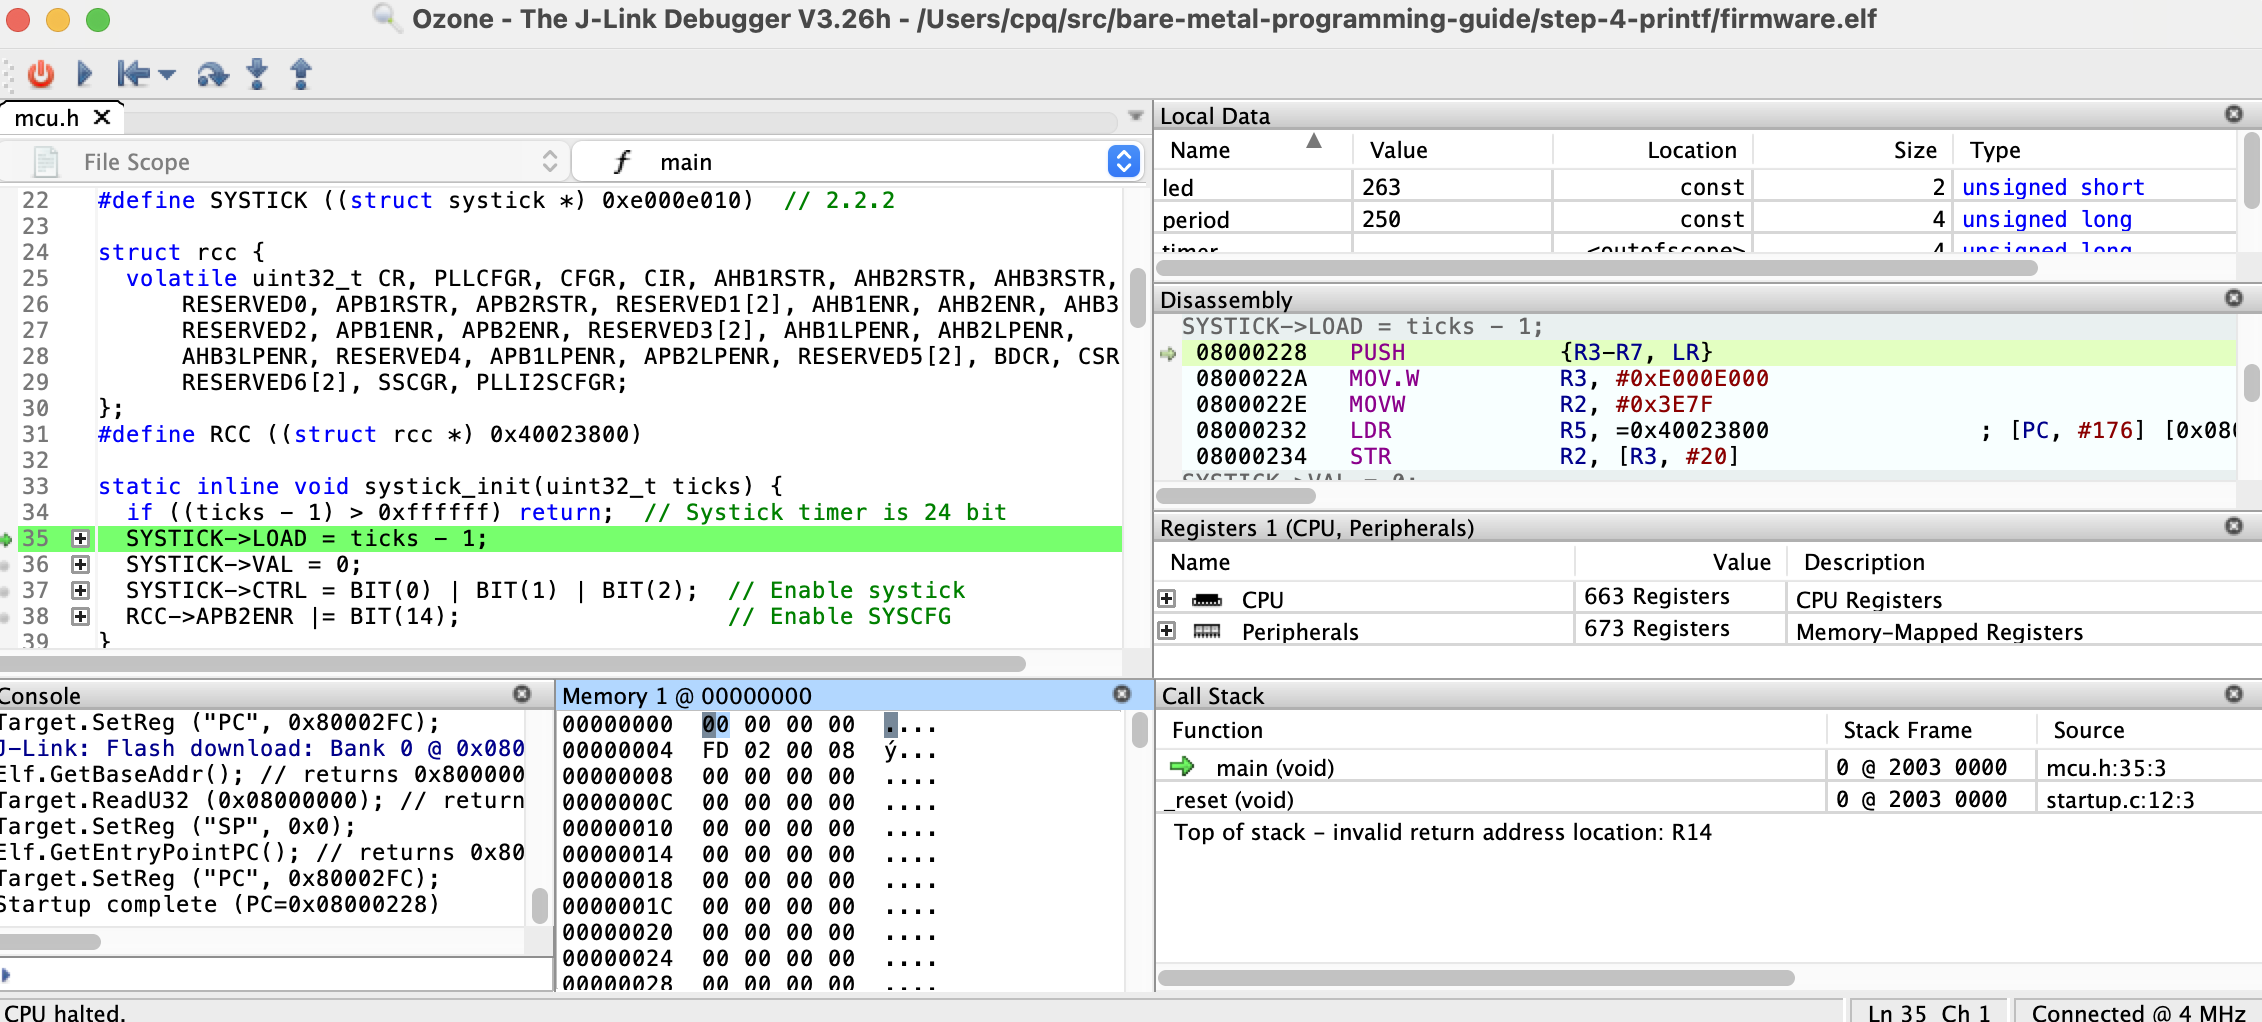 Ozone - The J-Link Debugger V3.26h - /Users/cpq/src/bare-metal-programming-guide/step-4-printf/firmware.elf
mcu.h
File Scope
f main
22 #define SYSTICK ((struct systick *) 0xe000e010)  // 2.2.2
23
24 struct rcc {
25   volatile uint32_t CR, PLLCFGR, CFGR, CIR, AHB1RSTR, AHB2RSTR, AHB3RSTR,
26       RESERVED0, APB1RSTR, APB2RSTR, RESERVED1[2], AHB1ENR, AHB2ENR, AHB3
27       RESERVED2, APB1ENR, APB2ENR, RESERVED3[2], AHB1LPENR, AHB2LPENR,
28       AHB3LPENR, RESERVED4, APB1LPENR, APB2LPENR, RESERVED5[2], BDCR, CSR
29       RESERVED6[2], SSCGR, PLLI2SCFGR;
30 };
31 #define RCC ((struct rcc *) 0x40023800)
32
33 static inline void systick_init(uint32_t ticks) {
34   if ((ticks - 1) > 0xffffff) return;  // Systick timer is 24 bit
35   SYSTICK->LOAD = ticks - 1;
36   SYSTICK->VAL = 0;
37   SYSTICK->CTRL = BIT(0) | BIT(1) | BIT(2);  // Enable systick
38   RCC->APB2ENR |= BIT(14);                   // Enable SYSCFG
39 }
Local Data
Name Value Location Size Type
led 263 const 2 unsigned short
period 250 const 4 unsigned long
timer <outofscope> 4 unsigned long
Disassembly
SYSTICK->LOAD = ticks - 1;
08000228 PUSH {R3-R7, LR}
0800022A MOV.W R3, #0xE000E000
0800022E MOVW R2, #0x3E7F
08000232 LDR R5, =0x40023800 ; [PC, #176] [0x080
08000234 STR R2, [R3, #20]
SYSTICK->VAL = 0;
Registers 1 (CPU, Peripherals)
Name Value Description
CPU 663 Registers CPU Registers
Peripherals 673 Registers Memory-Mapped Registers
Console
Target.SetReg ("PC", 0x80002FC);
J-Link: Flash download: Bank 0 @ 0x080
Elf.GetBaseAddr(); // returns 0x800000
Target.ReadU32 (0x08000000); // return
Target.SetReg ("SP", 0x0);
Elf.GetEntryPointPC(); // returns 0x80
Target.SetReg ("PC", 0x80002FC);
Startup complete (PC=0x08000228)
Memory 1 @ 00000000
00000000 00 00 00 00 ....
00000004 FD 02 00 08 ý...
00000008 00 00 00 00 ....
0000000C 00 00 00 00 ....
00000010 00 00 00 00 ....
00000014 00 00 00 00 ....
00000018 00 00 00 00 ....
0000001C 00 00 00 00 ....
00000020 00 00 00 00 ....
00000024 00 00 00 00 ....
00000028 00 00 00 00 ....
Call Stack
Function Stack Frame Source
main (void) 0 @ 2003 0000 mcu.h:35:3
_reset (void) 0 @ 2003 0000 startup.c:12:3
Top of stack - invalid return address location: R14
CPU halted.
Ln 35 Ch 1
Connected @ 4 MHz